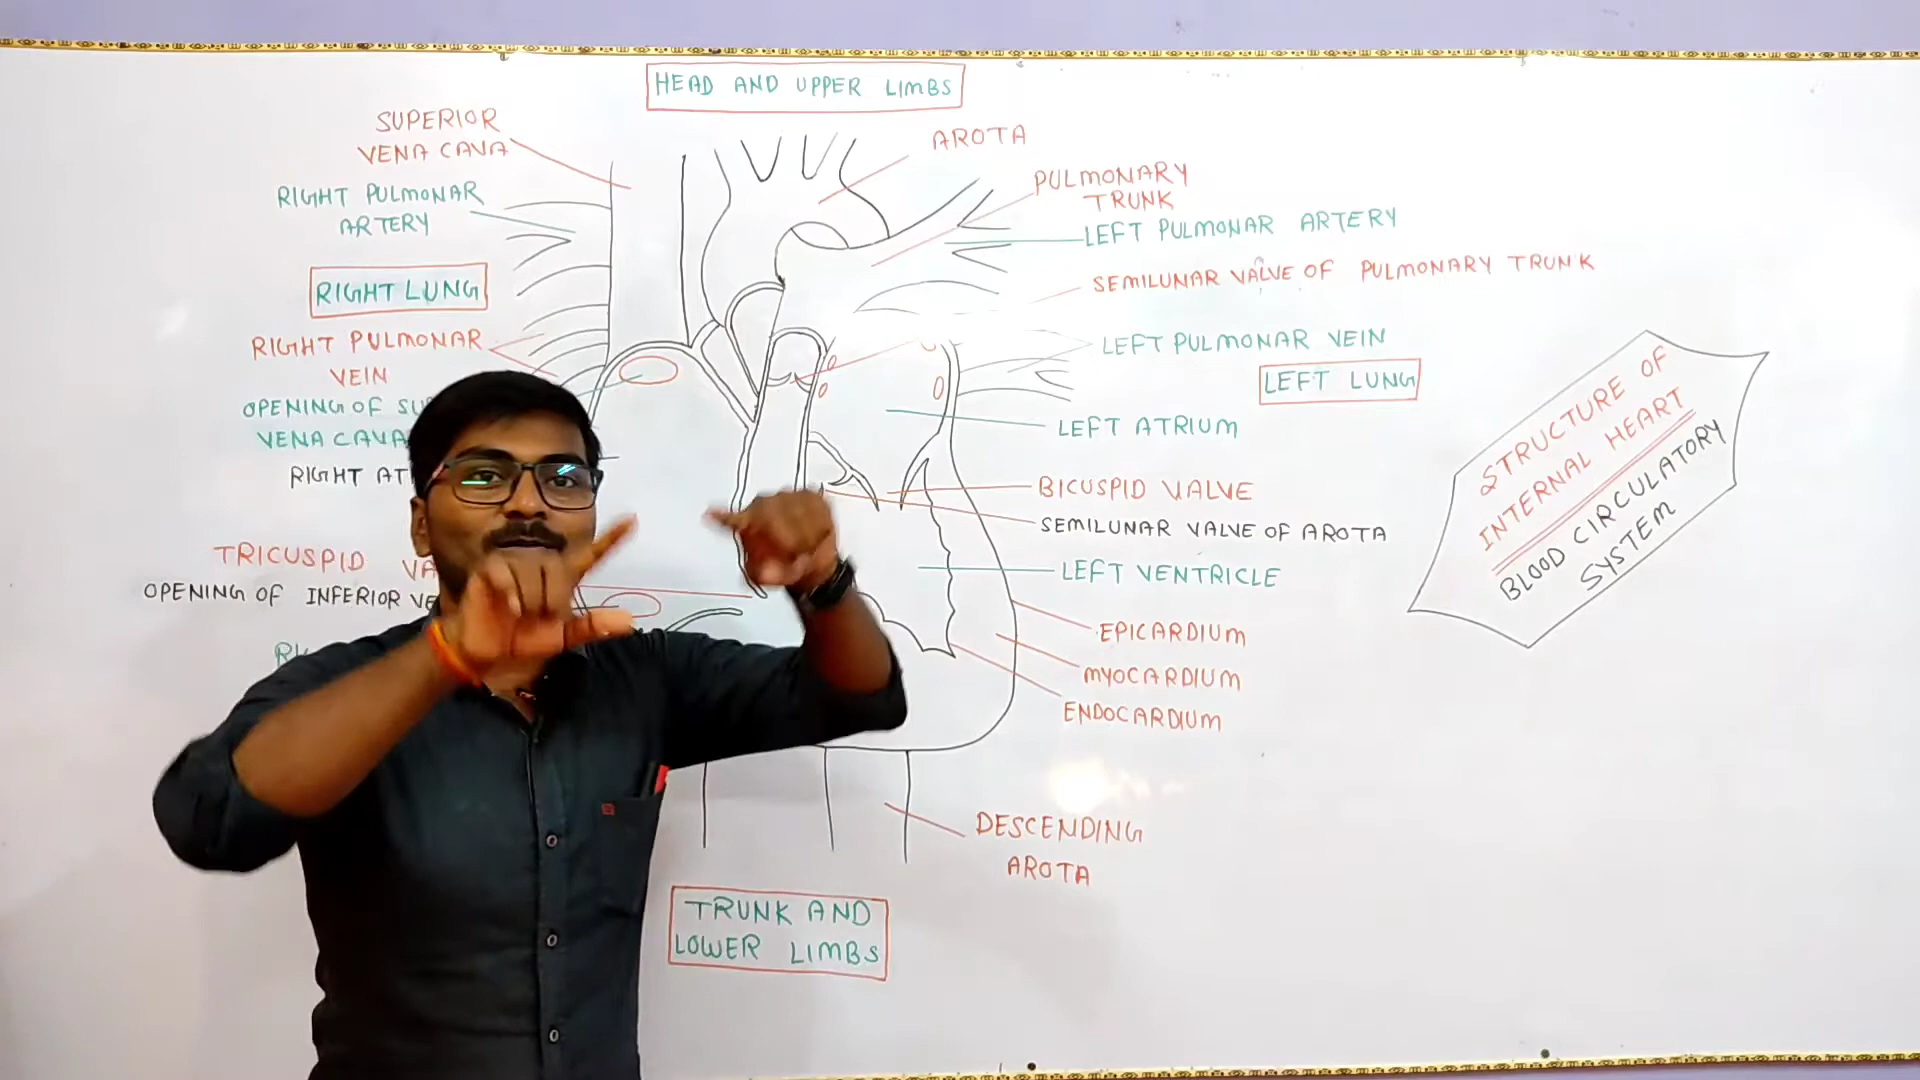 HEAD AND UPPER LIMBS
SUPERIOR
VENA CAVA
RIGHT PULMONAR
ARTERY
RIGHT LUNG
RIGHT PULMONAR
VEIN
OPENING OF
VENA CAVA
RIGHT
TRICUSPID
OPENING OF INFERIOR
AROTA
PULMONARY
TRUNK
LEFT PULMONAR ARTERY
SEMILUNAR VALVE OF PULMONARY TRUNK
LEFT PULMONAR VEIN
LEFT LUNG
LEFT ATRIUM
BICUSPID VALVE
SEMILUNAR VALVE OF AROTA
LEFT VENTRICLE
EPICARDIUM
MYOCARDIUM
ENDOCARDIUM
DESCENDING
AROTA
TRUNK AND
LOWER LIMBS
STRUCTURE OF
INTERNAL HEART
BLOOD CIRCULATORY
SYSTEM